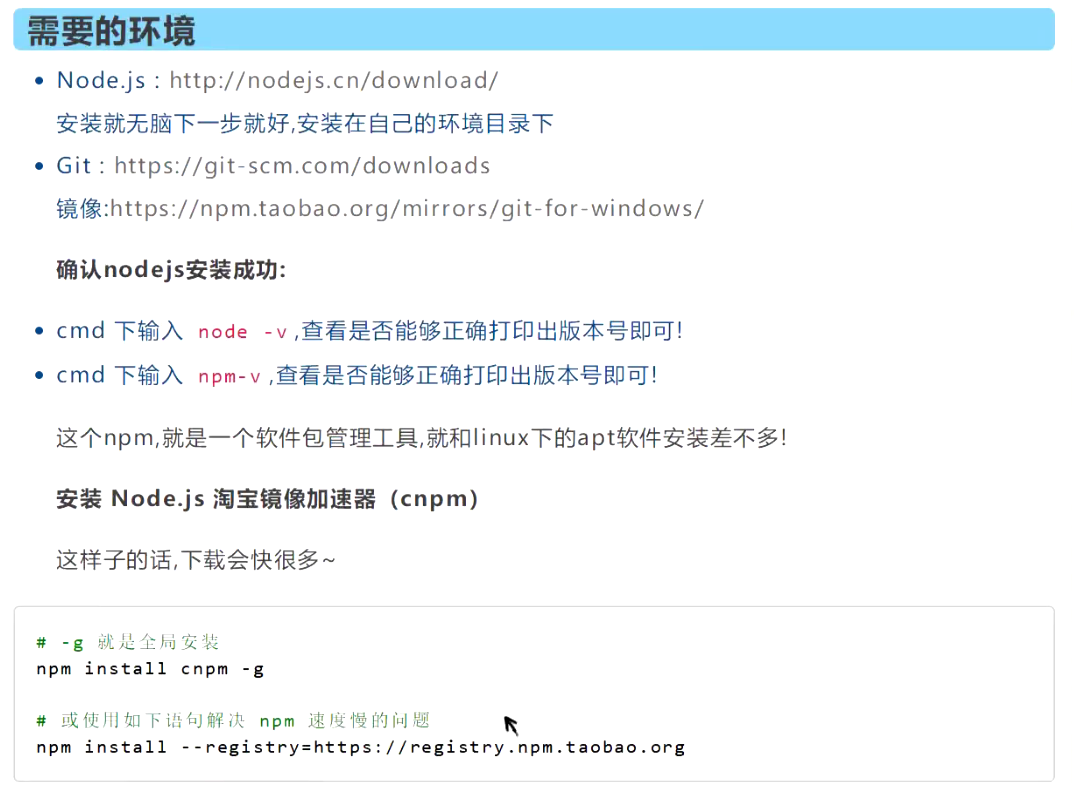 需要的环境
Node.js : http://nodejs.cn/download/
安装就无脑下一步就好,安装在自己的环境目录下
Git : https://git-scm.com/downloads
镜像:https://npm.taobao.org/mirrors/git-for-windows/
确认nodejs安装成功:
cmd 下输入 node -v ,查看是否能够正确打印出版本号即可!
cmd 下输入 npm-v ,查看是否能够正确打印出版本号即可!
这个npm,就是一个软件包管理工具,就和linux下的apt软件安装差不多!
安装 Node.js 淘宝镜像加速器（cnpm）
这样子的话,下载会快很多~
# -g 就是全局安装
npm install cnpm -g
# 或使用如下语句解决 npm 速度慢的问题
npm install --registry=https://registry.npm.taobao.org